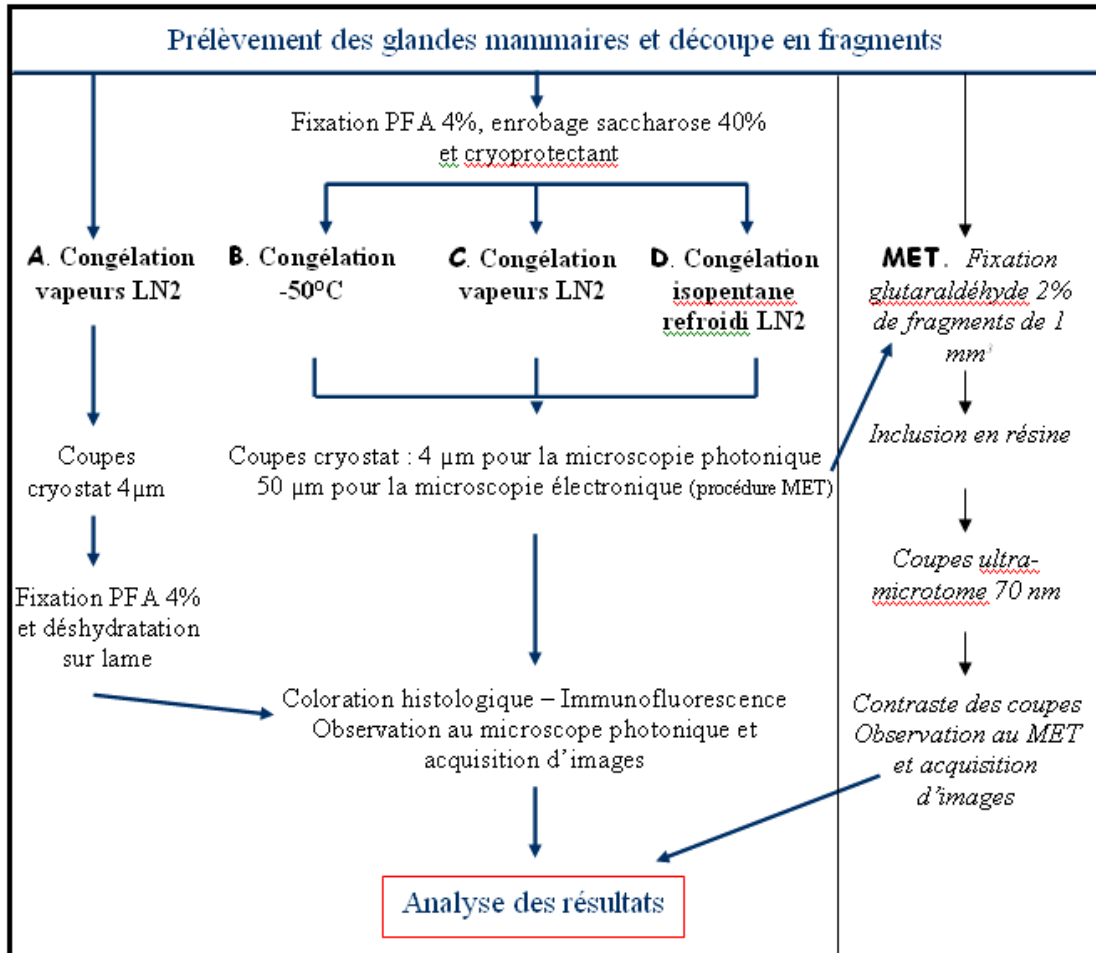 Prélèvement des glandes mammaires et découpe en fragments
Fixation PFA 4%, enrobage saccharose 40%
et cryoprotectant
A. Congélation
vapeurs LN2
B. Congélation
-50°C
C. Congélation
vapeurs LN2
D. Congélation
isopentane
refroidi LN2
MET. Fixation
glutaraldéhyde 2%
de fragments de 1
mm³
Coupes
cryostat 4µm
Coupes cryostat : 4 µm pour la microscopie photonique
50 µm pour la microscopie électronique (procédure MET)
Inclusion en résine
Fixation PFA 4%
et déshydratation
sur lame
Coupes ultra-
microtome 70 nm
Coloration histologique – Immunofluorescence
Observation au microscope photonique et
acquisition d'images
Contraste des coupes
Observation au MET
et acquisition
d'images
Analyse des résultats